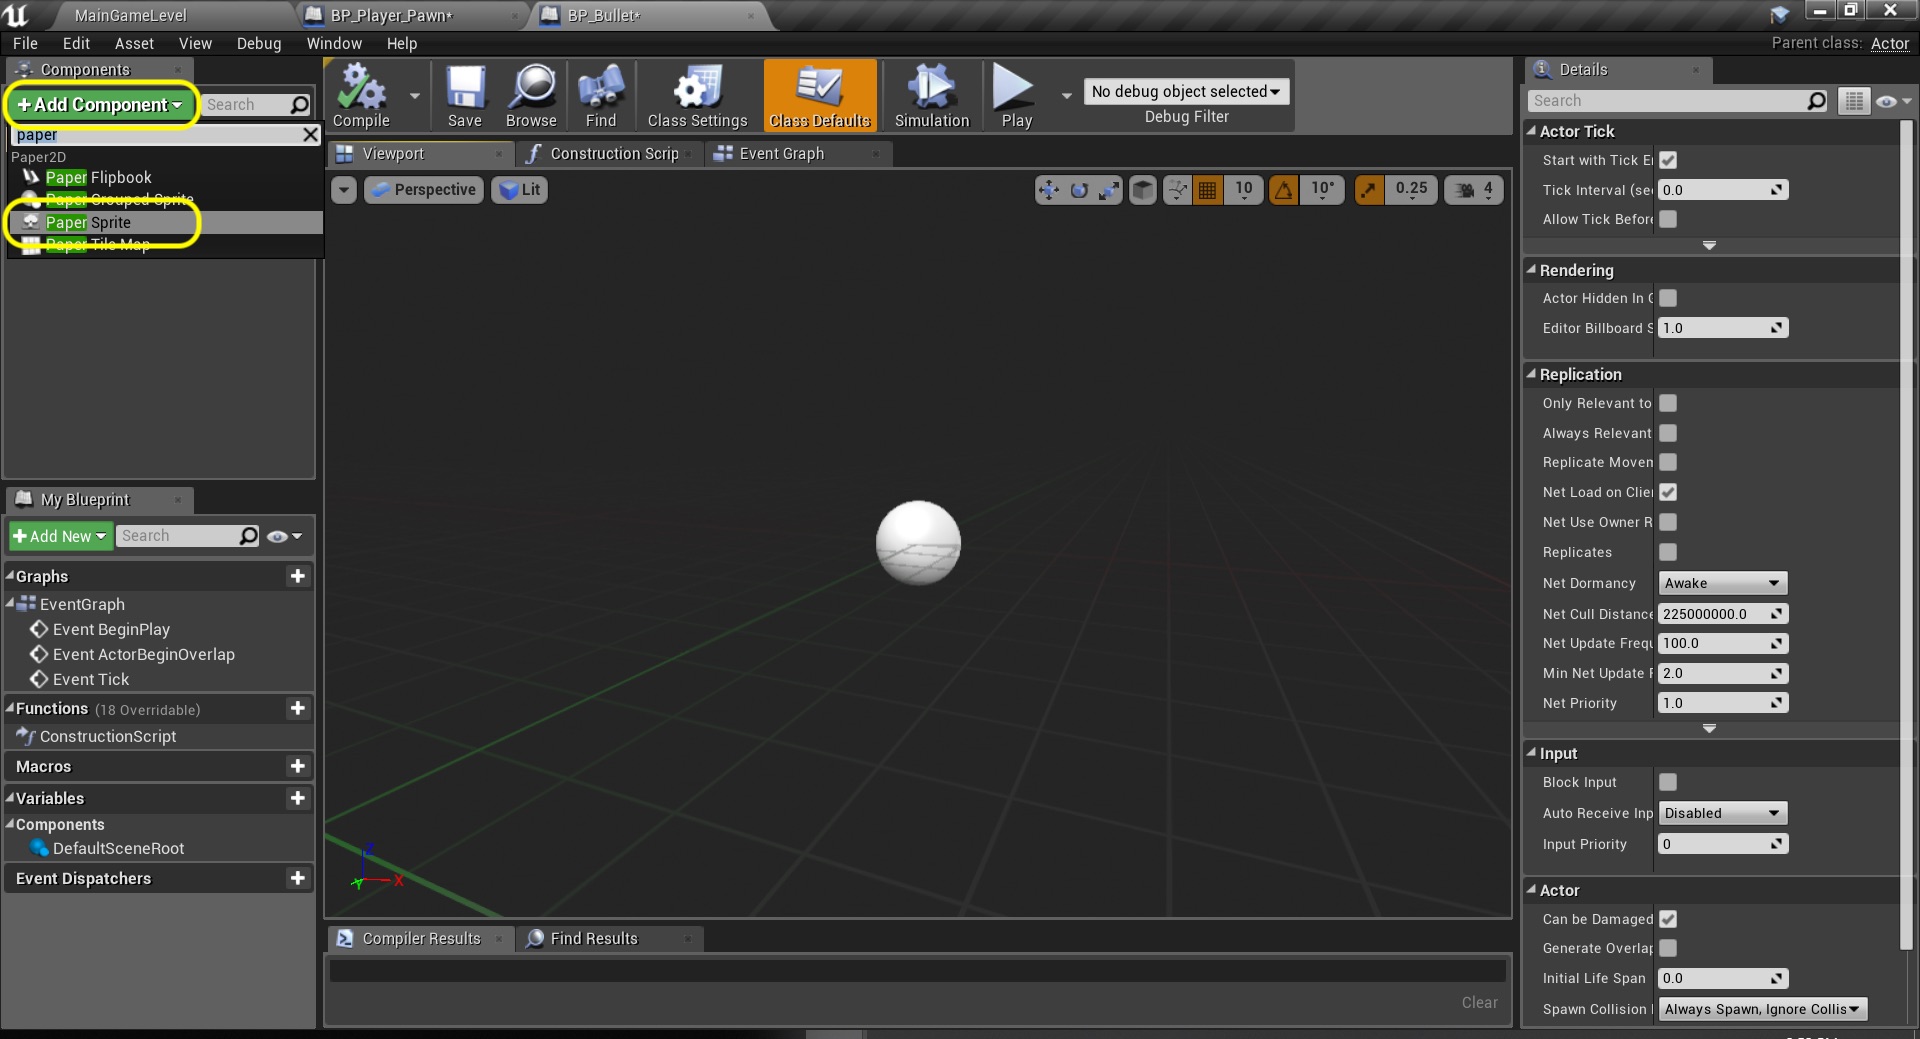 MainGameLevel
BP_Player_Pawn*
BP_Bullet*
File Edit Asset View Debug Window Help
Parent class: Actor
Components
+Add Component
Search
paper
Paper2D
Paper Flipbook
Paper Grouped Sprite
Paper Sprite
Paper Tile Map
My Blueprint
+Add New
Search
Graphs
EventGraph
Event BeginPlay
Event ActorBeginOverlap
Event Tick
Functions (18 Overridable)
ConstructionScript
Macros
Variables
Components
DefaultSceneRoot
Event Dispatchers
Compile
Save
Browse
Find
Class Settings
Class Defaults
Simulation
Play
No debug object selected
Debug Filter
Viewport
Construction Scrip
Event Graph
Perspective
Lit
10
10°
0.25
4
Z
X
Y
Compiler Results
Find Results
Clear
Details
Search
Actor Tick
Start with Tick E
Tick Interval (sec 0.0
Allow Tick Before
Rendering
Actor Hidden In G
Editor Billboard S 1.0
Replication
Only Relevant to
Always Relevant
Replicate Movem
Net Load on Clie
Net Use Owner R
Replicates
Net Dormancy Awake
Net Cull Distance 225000000.0
Net Update Frequ 100.0
Min Net Update F 2.0
Net Priority 1.0
Input
Block Input
Auto Receive Inp Disabled
Input Priority 0
Actor
Can be Damaged
Generate Overlap
Initial Life Span 0.0
Spawn Collision Always Spawn, Ignore Collis